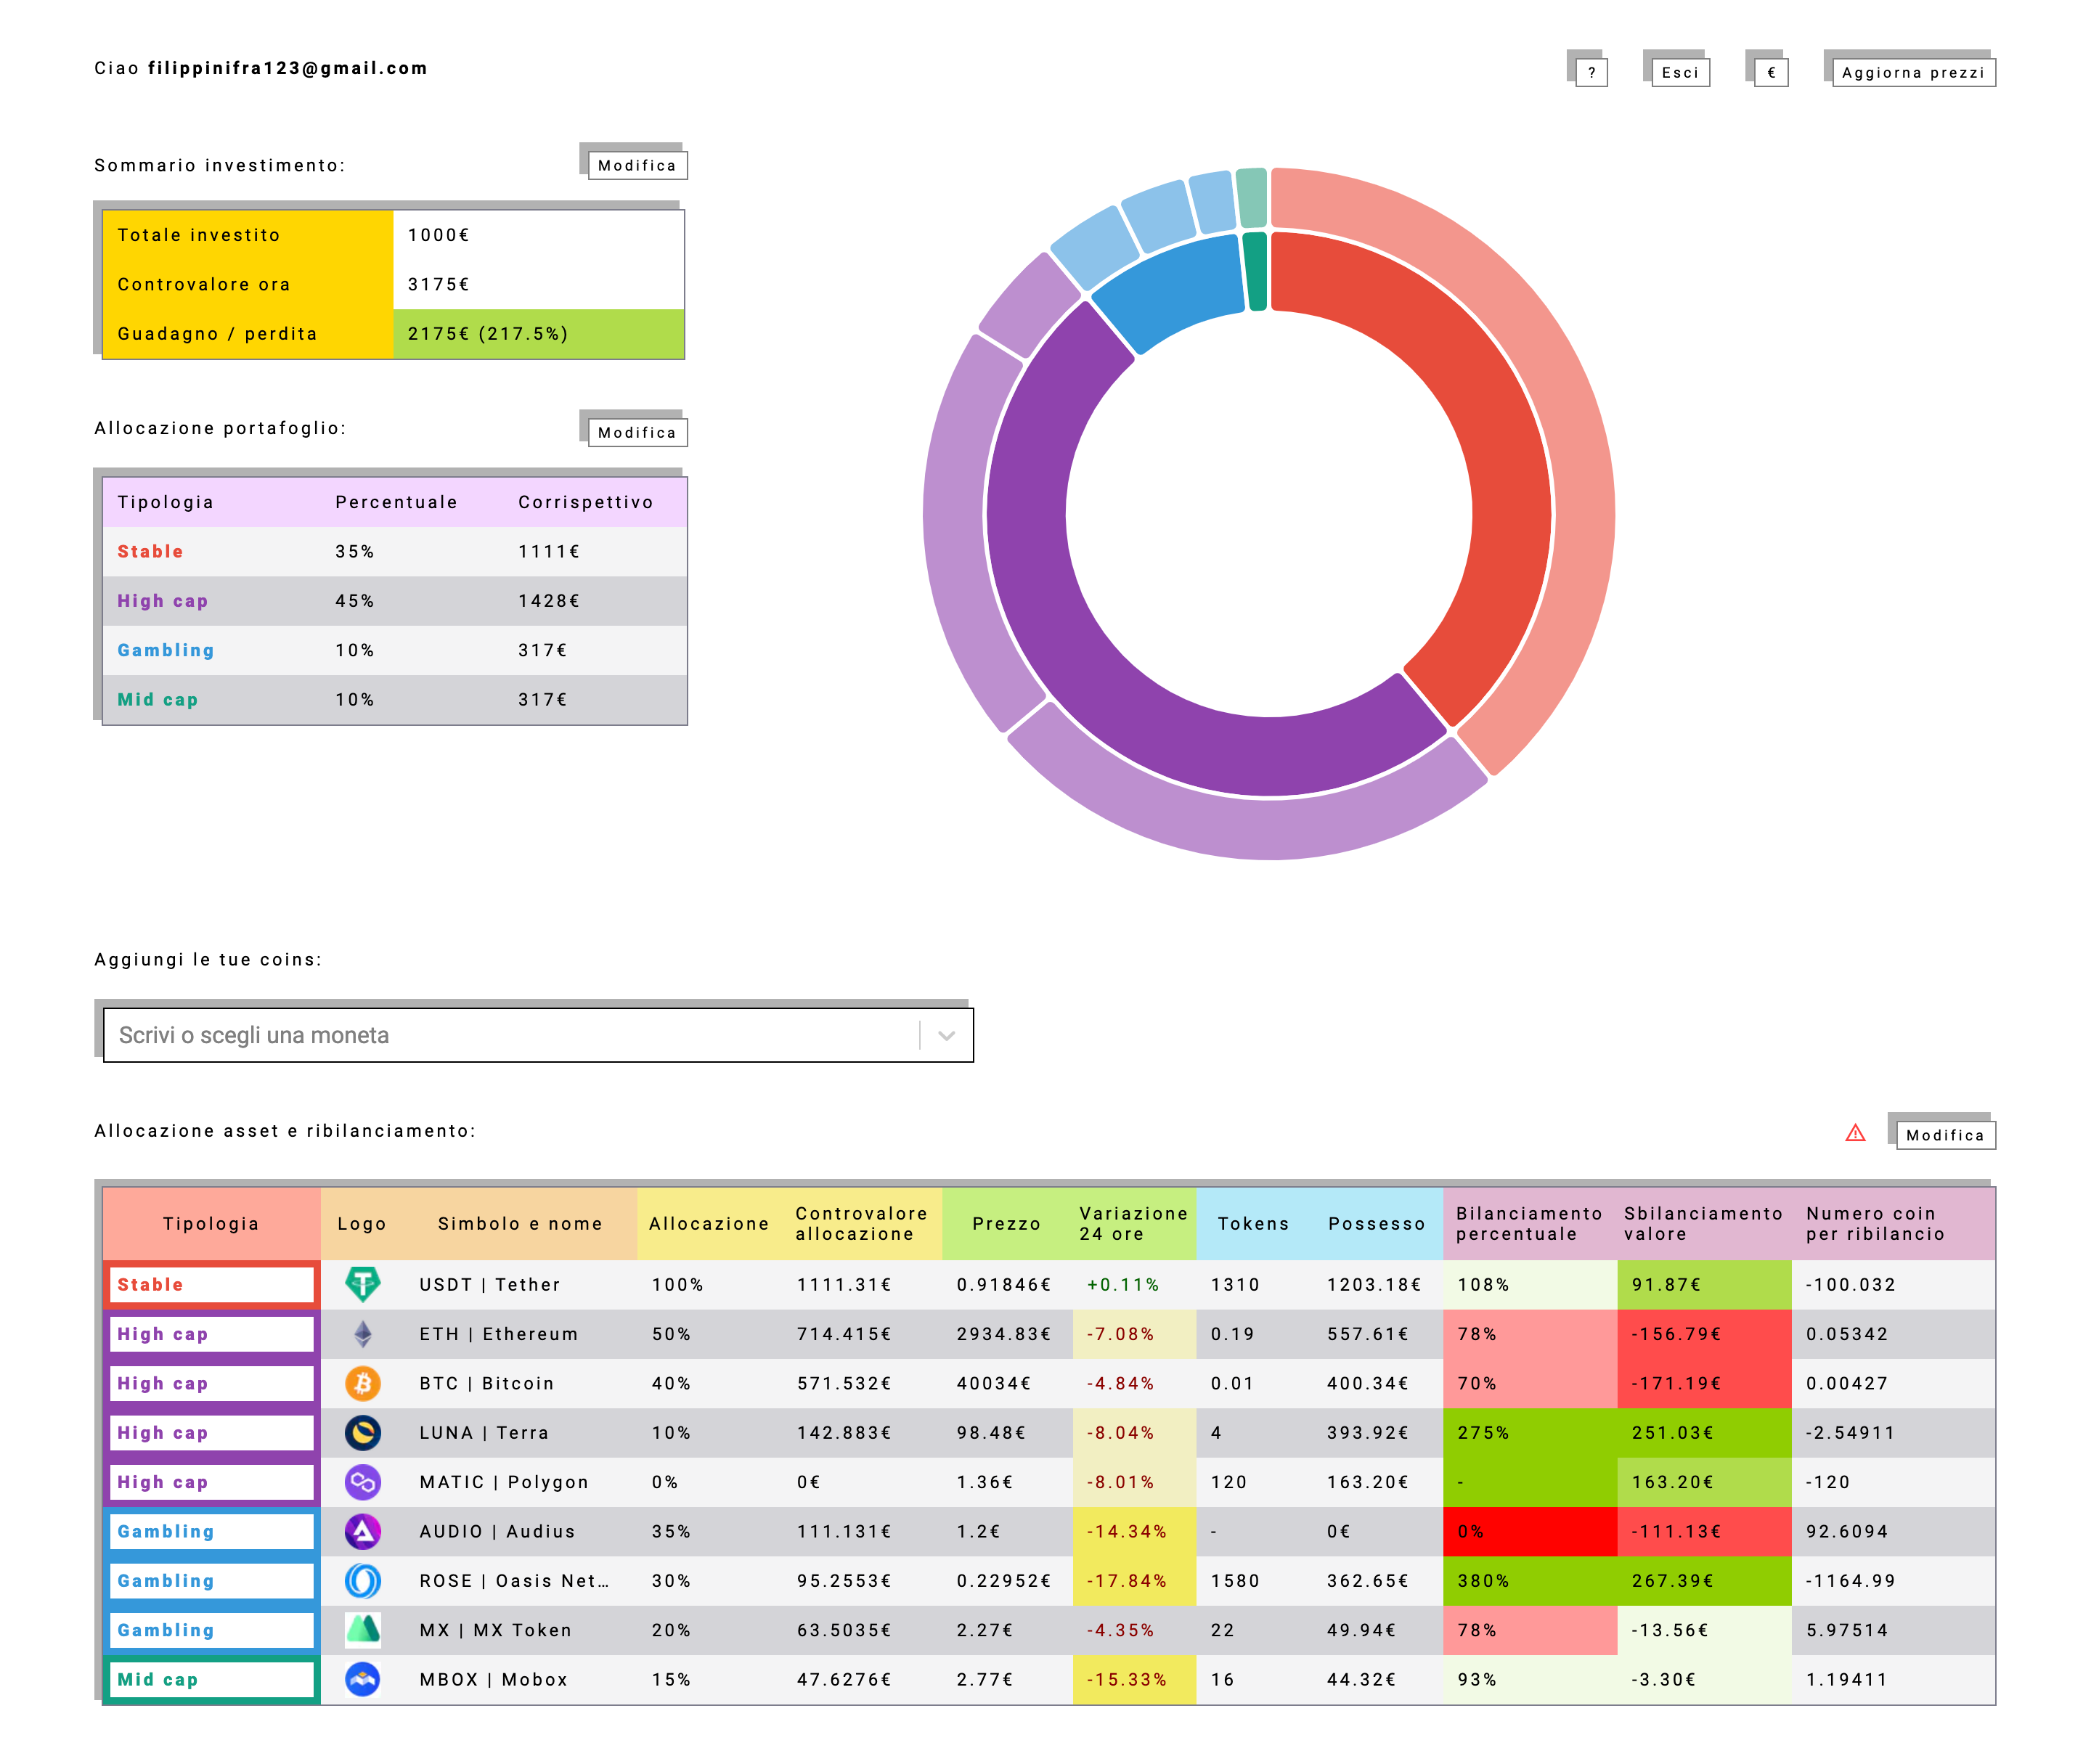 Ciao filippinifra123@gmail.com
? Esci € Aggiorna prezzi
Sommario investimento: Modifica
Totale investito 1000€
Controvalore ora 3175€
Guadagno / perdita 2175€ (217.5%)
Allocazione portafoglio: Modifica
Tipologia Percentuale Corrispettivo
Stable 35% 1111€
High cap 45% 1428€
Gambling 10% 317€
Mid cap 10% 317€
Aggiungi le tue coins:
Scrivi o scegli una moneta
Allocazione asset e ribilanciamento: Modifica
Tipologia Logo Simbolo e nome Allocazione Controvalore allocazione Prezzo Variazione 24 ore Tokens Possesso Bilanciamento percentuale Sbilanciamento valore Numero coin per ribilancio
Stable USDT | Tether 100% 1111.31€ 0.91846€ +0.11% 1310 1203.18€ 108% 91.87€ -100.032
High cap ETH | Ethereum 50% 714.415€ 2934.83€ -7.08% 0.19 557.61€ 78% -156.79€ 0.05342
High cap BTC | Bitcoin 40% 571.532€ 40034€ -4.84% 0.01 400.34€ 70% -171.19€ 0.00427
High cap LUNA | Terra 10% 142.883€ 98.48€ -8.04% 4 393.92€ 275% 251.03€ -2.54911
High cap MATIC | Polygon 0% 0€ 1.36€ -8.01% 120 163.20€ - 163.20€ -120
Gambling AUDIO | Audius 35% 111.131€ 1.2€ -14.34% - 0€ 0% -111.13€ 92.6094
Gambling ROSE | Oasis Net… 30% 95.2553€ 0.22952€ -17.84% 1580 362.65€ 380% 267.39€ -1164.99
Gambling MX | MX Token 20% 63.5035€ 2.27€ -4.35% 22 49.94€ 78% -13.56€ 5.97514
Mid cap MBOX | Mobox 15% 47.6276€ 2.77€ -15.33% 16 44.32€ 93% -3.30€ 1.19411